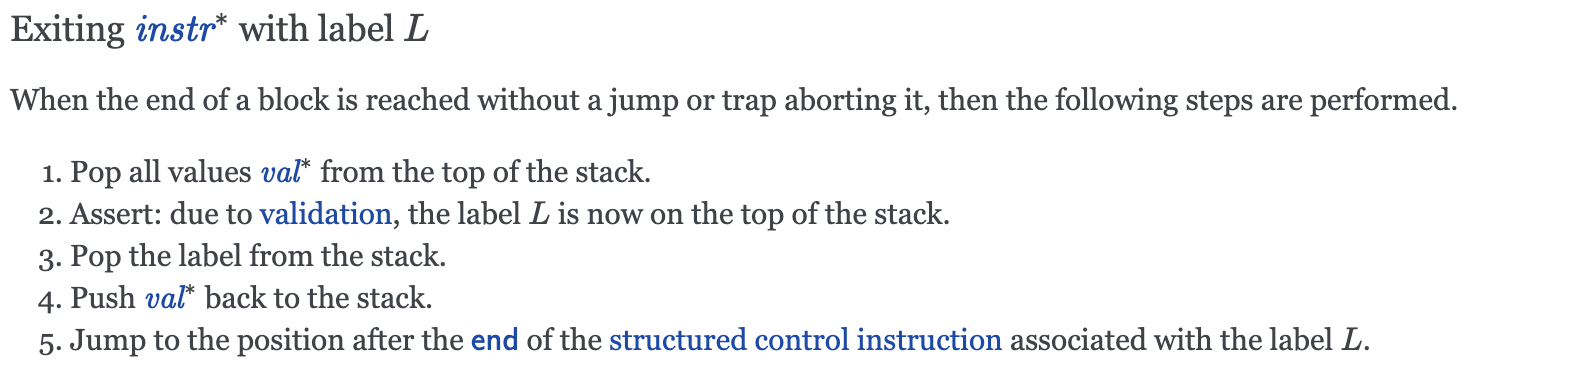 Exiting instr* with label L
When the end of a block is reached without a jump or trap aborting it, then the following steps are performed.
1. Pop all values val* from the top of the stack.
2. Assert: due to validation, the label L is now on the top of the stack.
3. Pop the label from the stack.
4. Push val* back to the stack.
5. Jump to the position after the end of the structured control instruction associated with the label L.